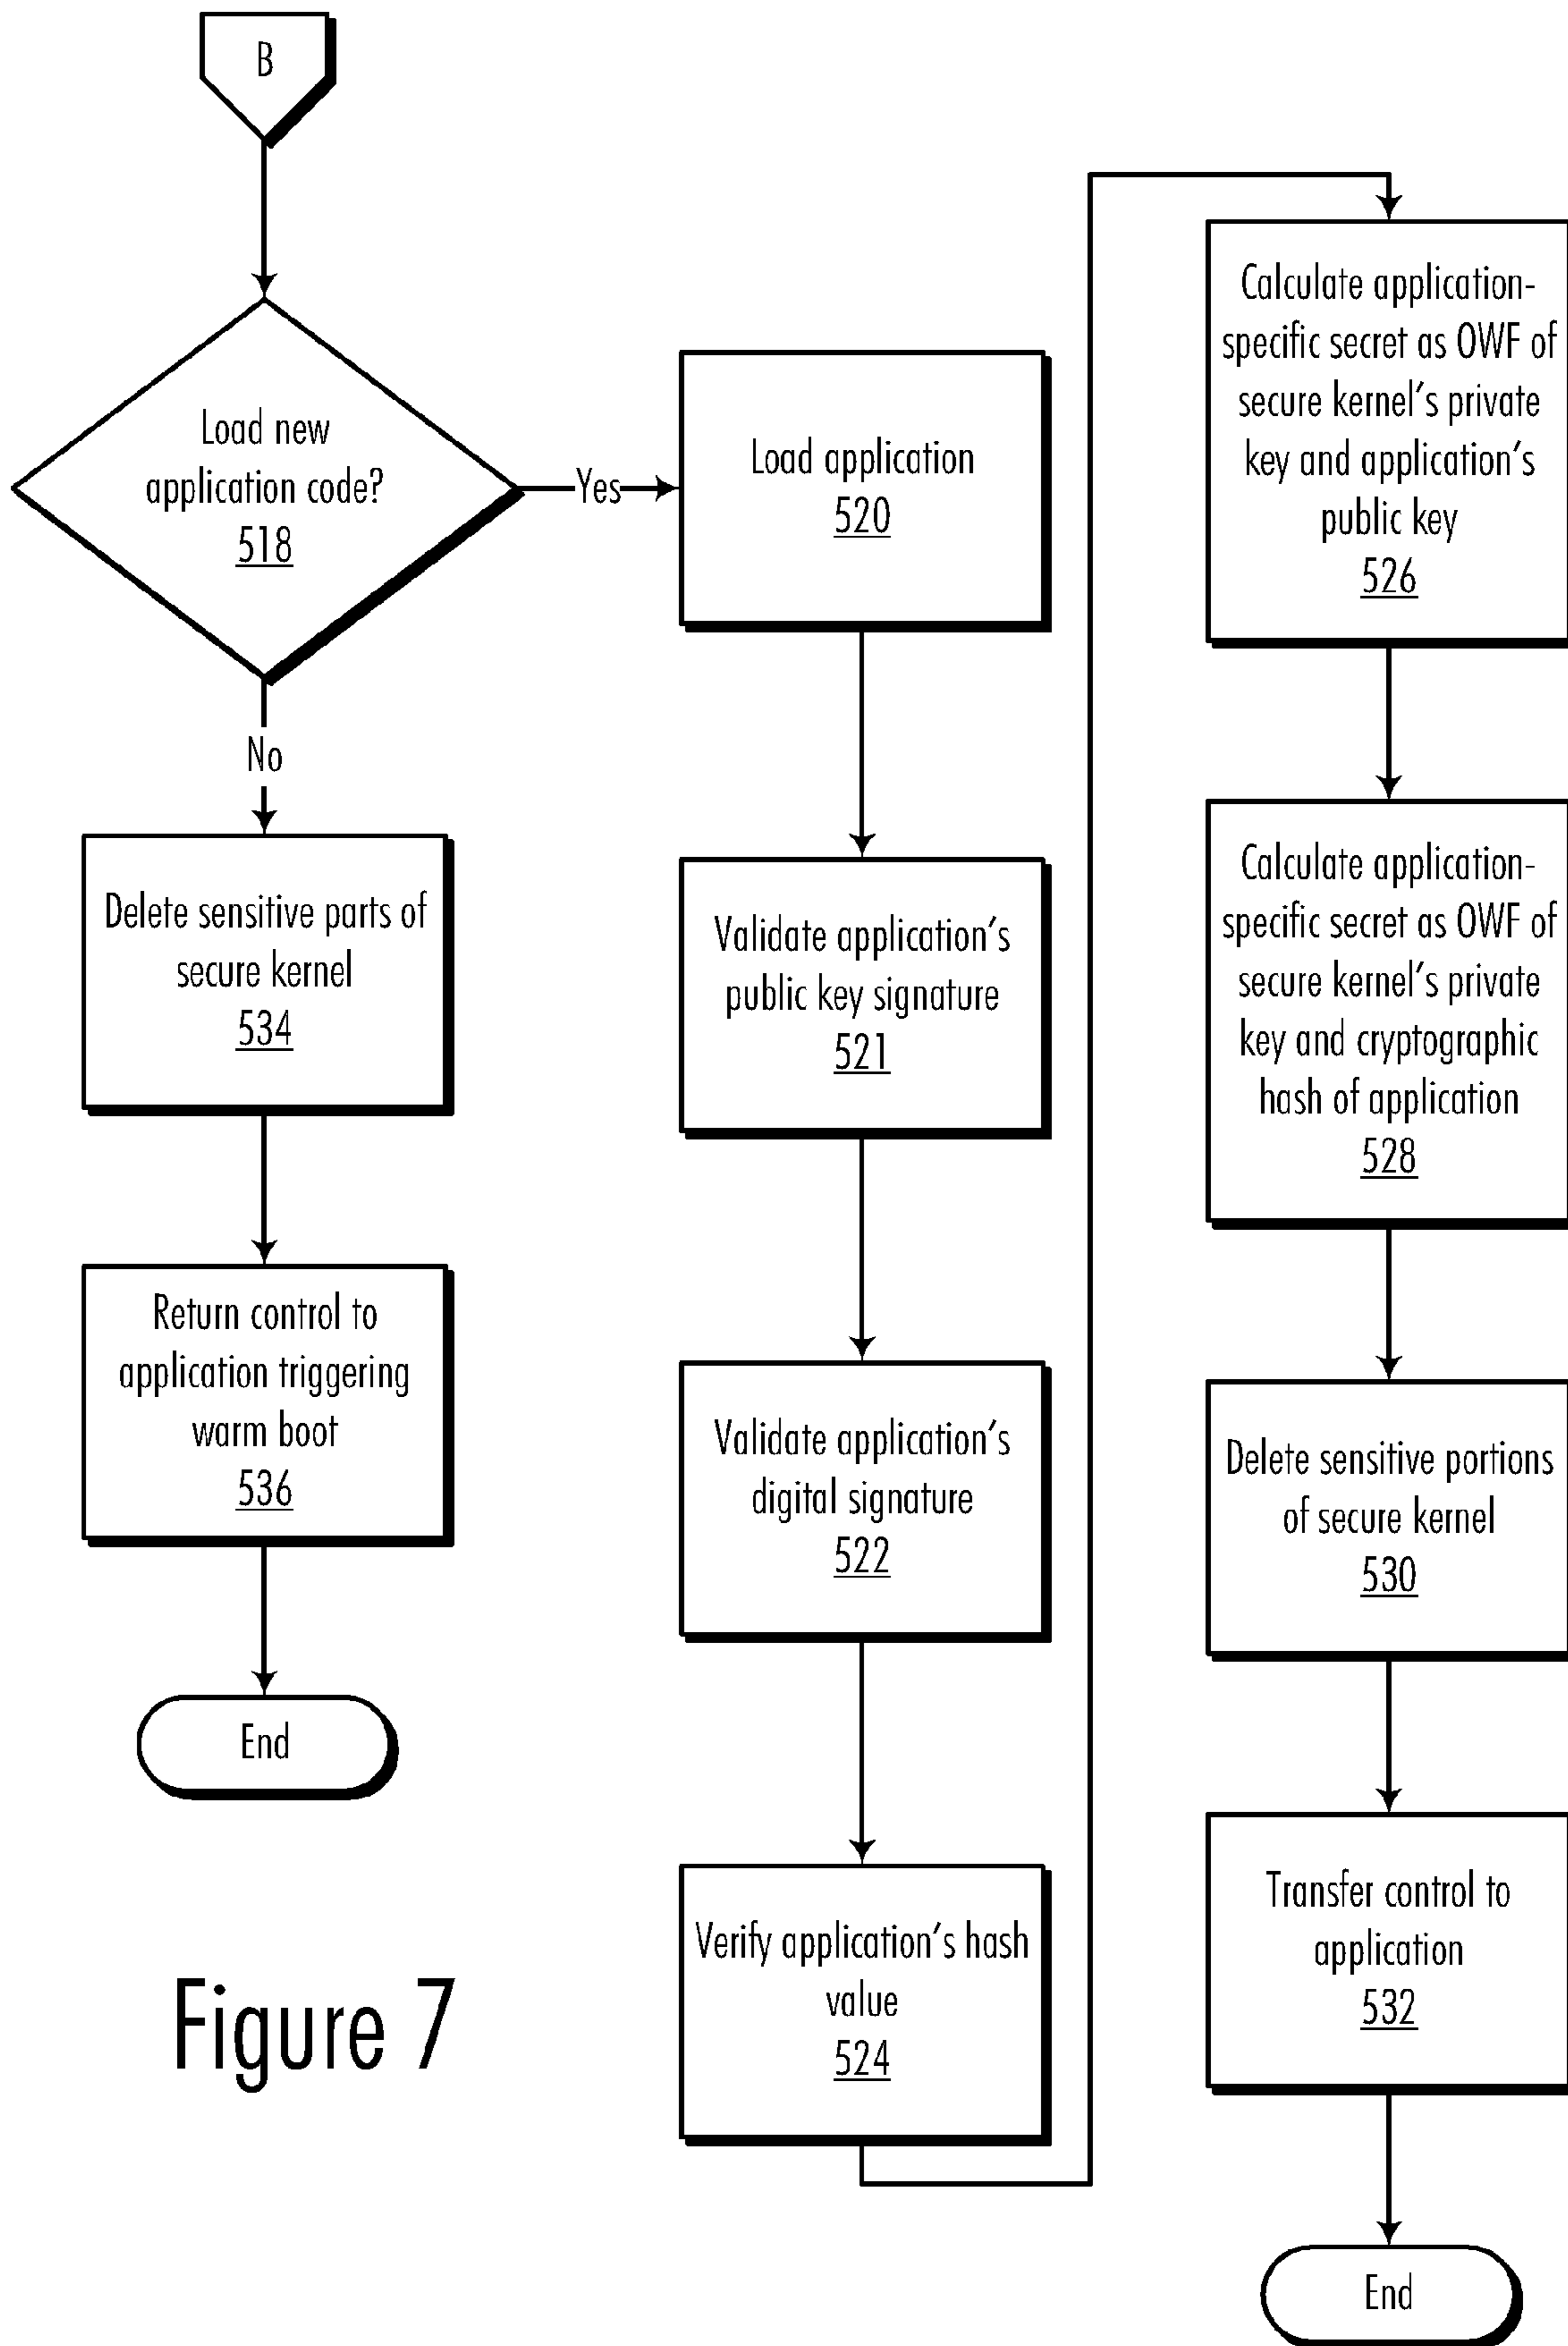 B
Load new
application code?
518
Yes
No
Delete sensitive parts of
secure kernel
534
Return control to
application triggering
warm boot
536
End
Load application
520
Validate application's
public key signature
521
Validate application's
digital signature
522
Verify application's hash
value
524
Calculate application-
specific secret as OWF of
secure kernel's private
key and application's
public key
526
Calculate application-
specific secret as OWF of
secure kernel's private
key and cryptographic
hash of application
528
Delete sensitive portions
of secure kernel
530
Transfer control to
application
532
End
Figure 7